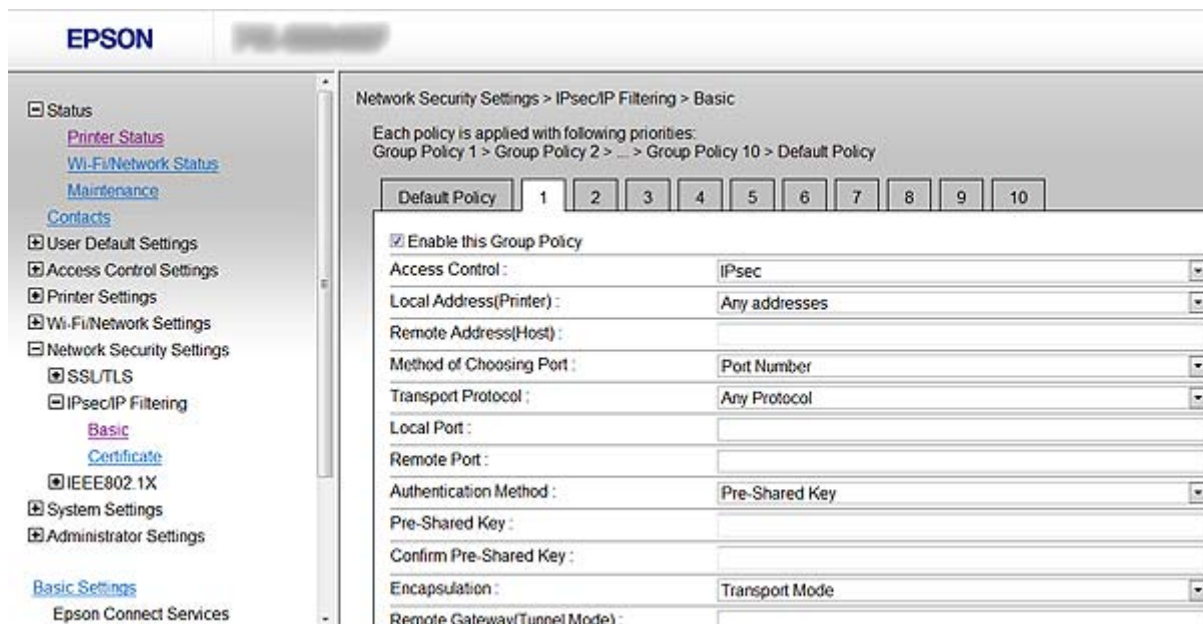 EPSON
Status
Printer Status
Wi-Fi/Network Status
Maintenance
Contacts
User Default Settings
Access Control Settings
Printer Settings
Wi-Fi/Network Settings
Network Security Settings
SSL/TLS
IPsec/IP Filtering
Basic
Certificate
IEEE802.1X
System Settings
Administrator Settings
Basic Settings
Epson Connect Services
Network Security Settings > IPsec/IP Filtering > Basic
Each policy is applied with following priorities:
Group Policy 1 > Group Policy 2 > ... > Group Policy 10 > Default Policy
Default Policy 1 2 3 4 5 6 7 8 9 10
Enable this Group Policy
Access Control : IPsec
Local Address(Printer) : Any addresses
Remote Address(Host) :
Method of Choosing Port : Port Number
Transport Protocol : Any Protocol
Local Port :
Remote Port :
Authentication Method : Pre-Shared Key
Pre-Shared Key :
Confirm Pre-Shared Key :
Encapsulation : Transport Mode
Remote Gateway(Tunnel Mode) :